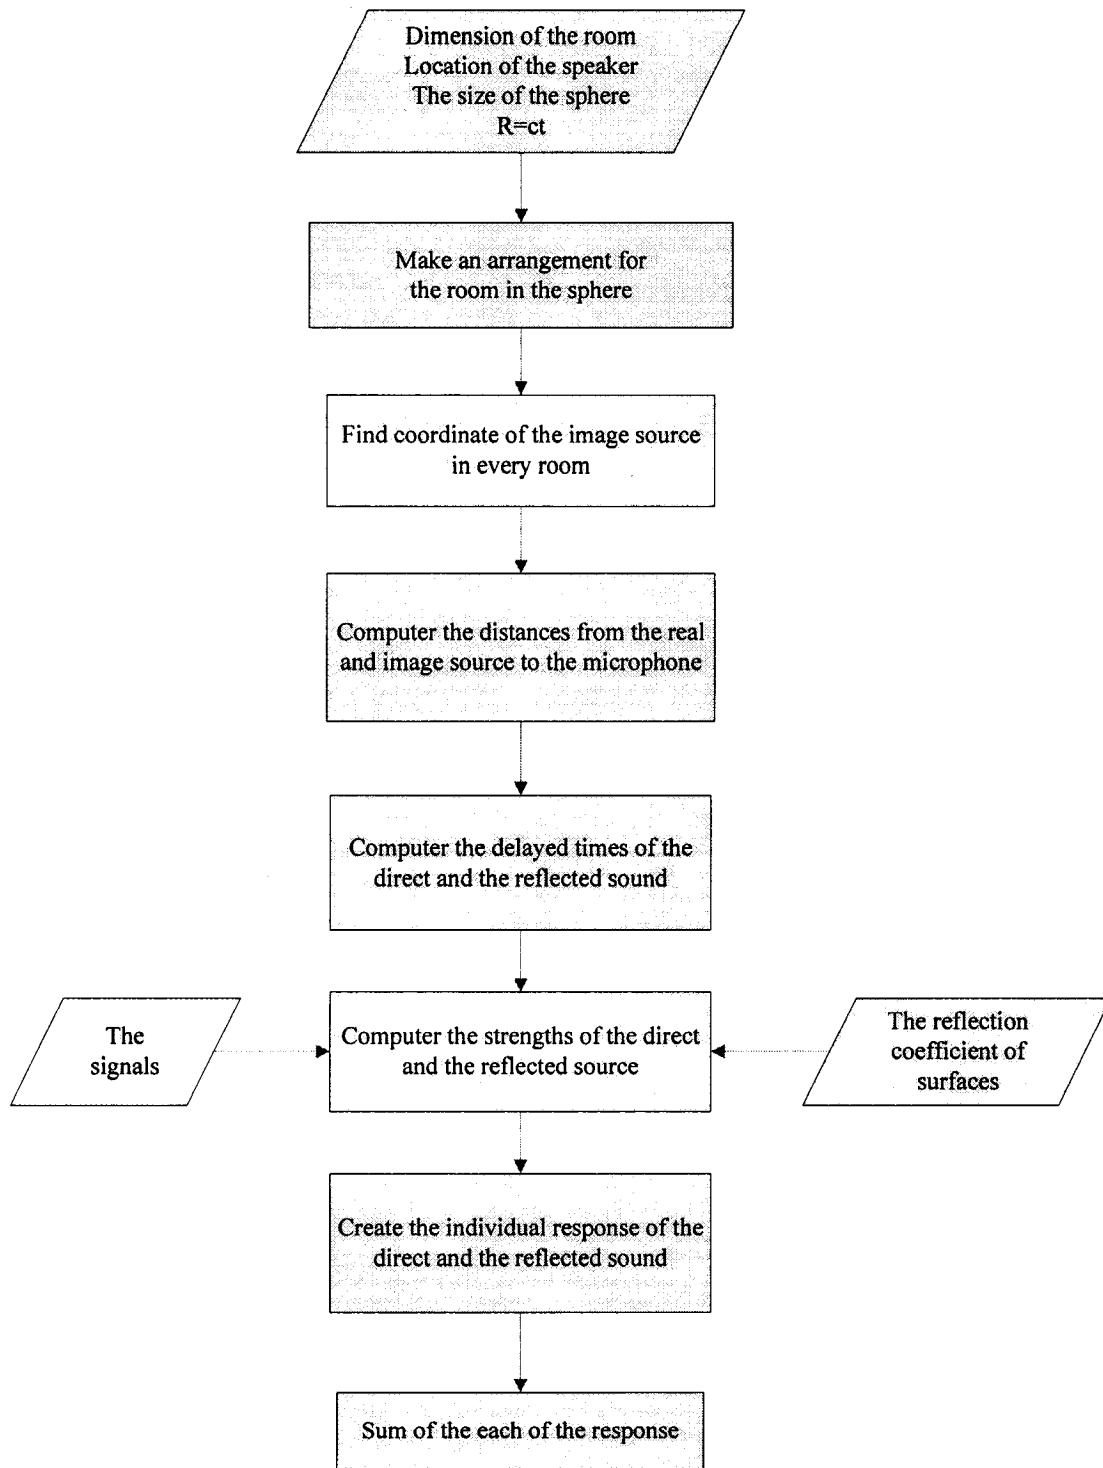 Dimension of the room
Location of the speaker
The size of the sphere
R=ct
Make an arrangement for
the room in the sphere
Find coordinate of the image source
in every room
Computer the distances from the real
and image source to the microphone
Computer the delayed times of the
direct and the reflected sound
The
signals
Computer the strengths of the direct
and the reflected source
The reflection
coefficient of
surfaces
Create the individual response of the
direct and the reflected sound
Sum of the each of the response